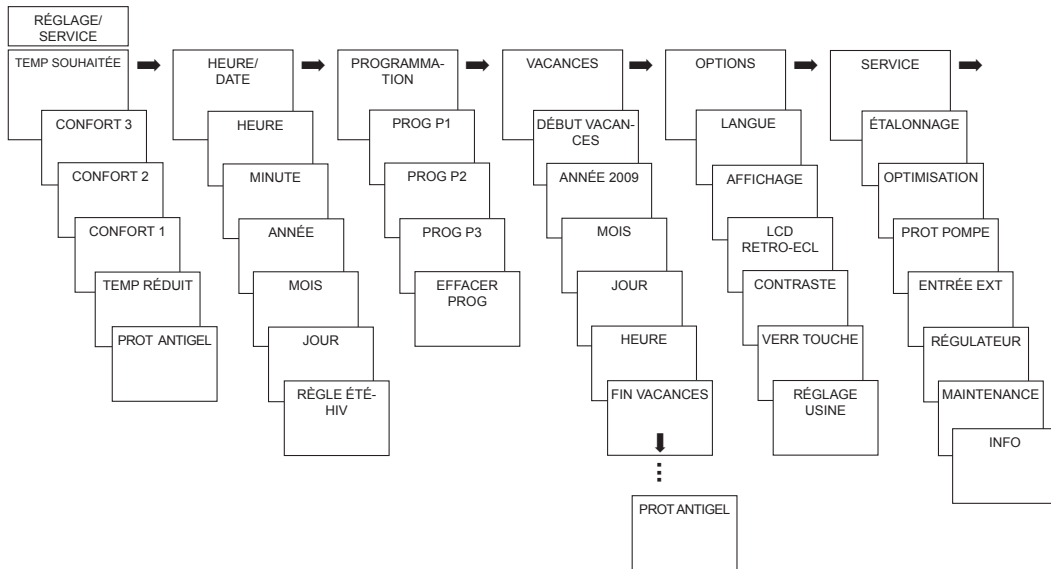 RÉGLAGE/
SERVICE
TEMP SOUHAITÉE
CONFORT 3
CONFORT 2
CONFORT 1
TEMP RÉDUIT
PROT ANTIGEL
HEURE/
DATE
HEURE
MINUTE
ANNÉE
MOIS
JOUR
RÈGLE ÉTÉ-
HIV
PROGRAMMA-
TION
PROG P1
PROG P2
PROG P3
EFFACER
PROG
VACANCES
DÉBUT VACAN-
CES
ANNÉE 2009
MOIS
JOUR
HEURE
FIN VACANCES
PROT ANTIGEL
OPTIONS
LANGUE
AFFICHAGE
LCD
RETRO-ECL
CONTRASTE
VERR TOUCHE
RÉGLAGE
USINE
SERVICE
ÉTALONNAGE
OPTIMISATION
PROT POMPE
ENTRÉE EXT
RÉGULATEUR
MAINTENANCE
INFO